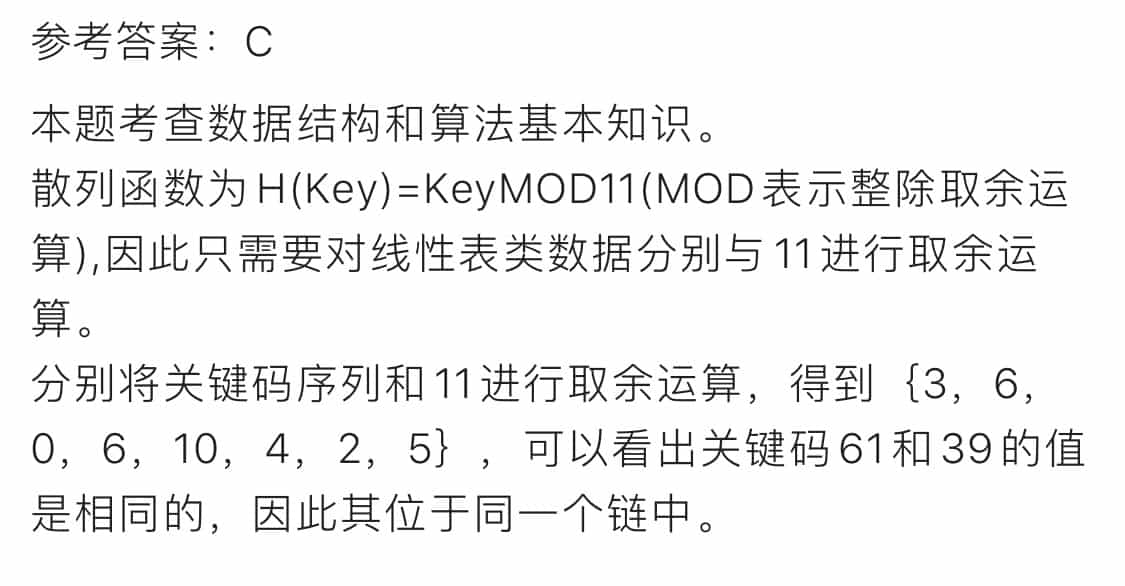 参考答案：C
本题考查数据结构和算法基本知识。
散列函数为H(Key)=KeyMOD11(MOD表示整除取余运
算),因此只需要对线性表类数据分别与11进行取余运
算。
分别将关键码序列和11进行取余运算，得到｛3，6，
0，6，10，4，2，5｝，可以看出关键码61和39的值
是相同的，因此其位于同一个链中。